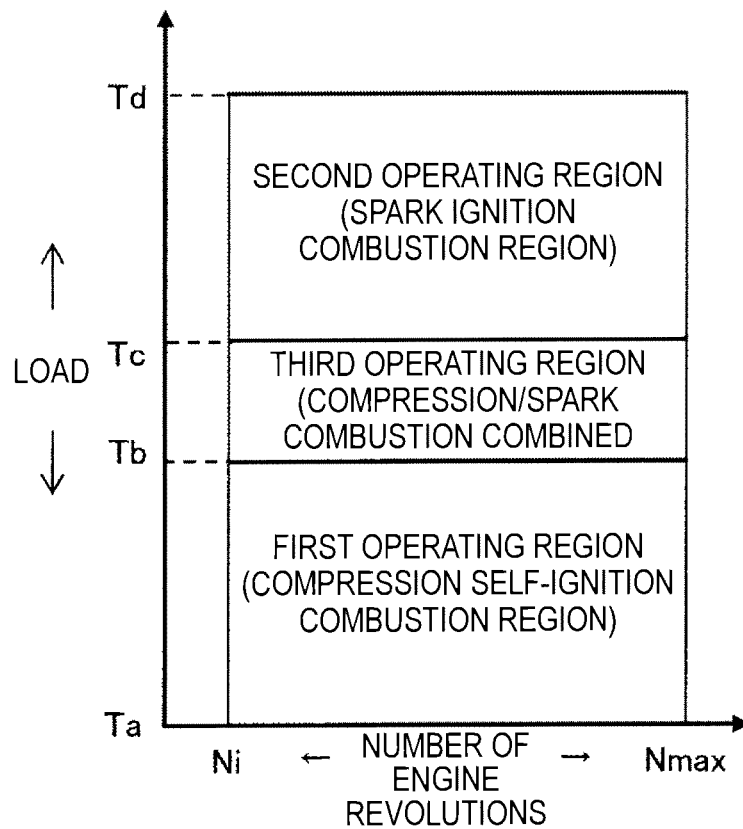 Td
SECOND OPERATING REGION
(SPARK IGNITION
COMBUSTION REGION)
Tc
LOAD
THIRD OPERATING REGION
(COMPRESSION/SPARK
COMBUSTION COMBINED
Tb
FIRST OPERATING REGION
(COMPRESSION SELF-IGNITION
COMBUSTION REGION)
Ta
Ni ← NUMBER OF → Nmax
ENGINE
REVOLUTIONS